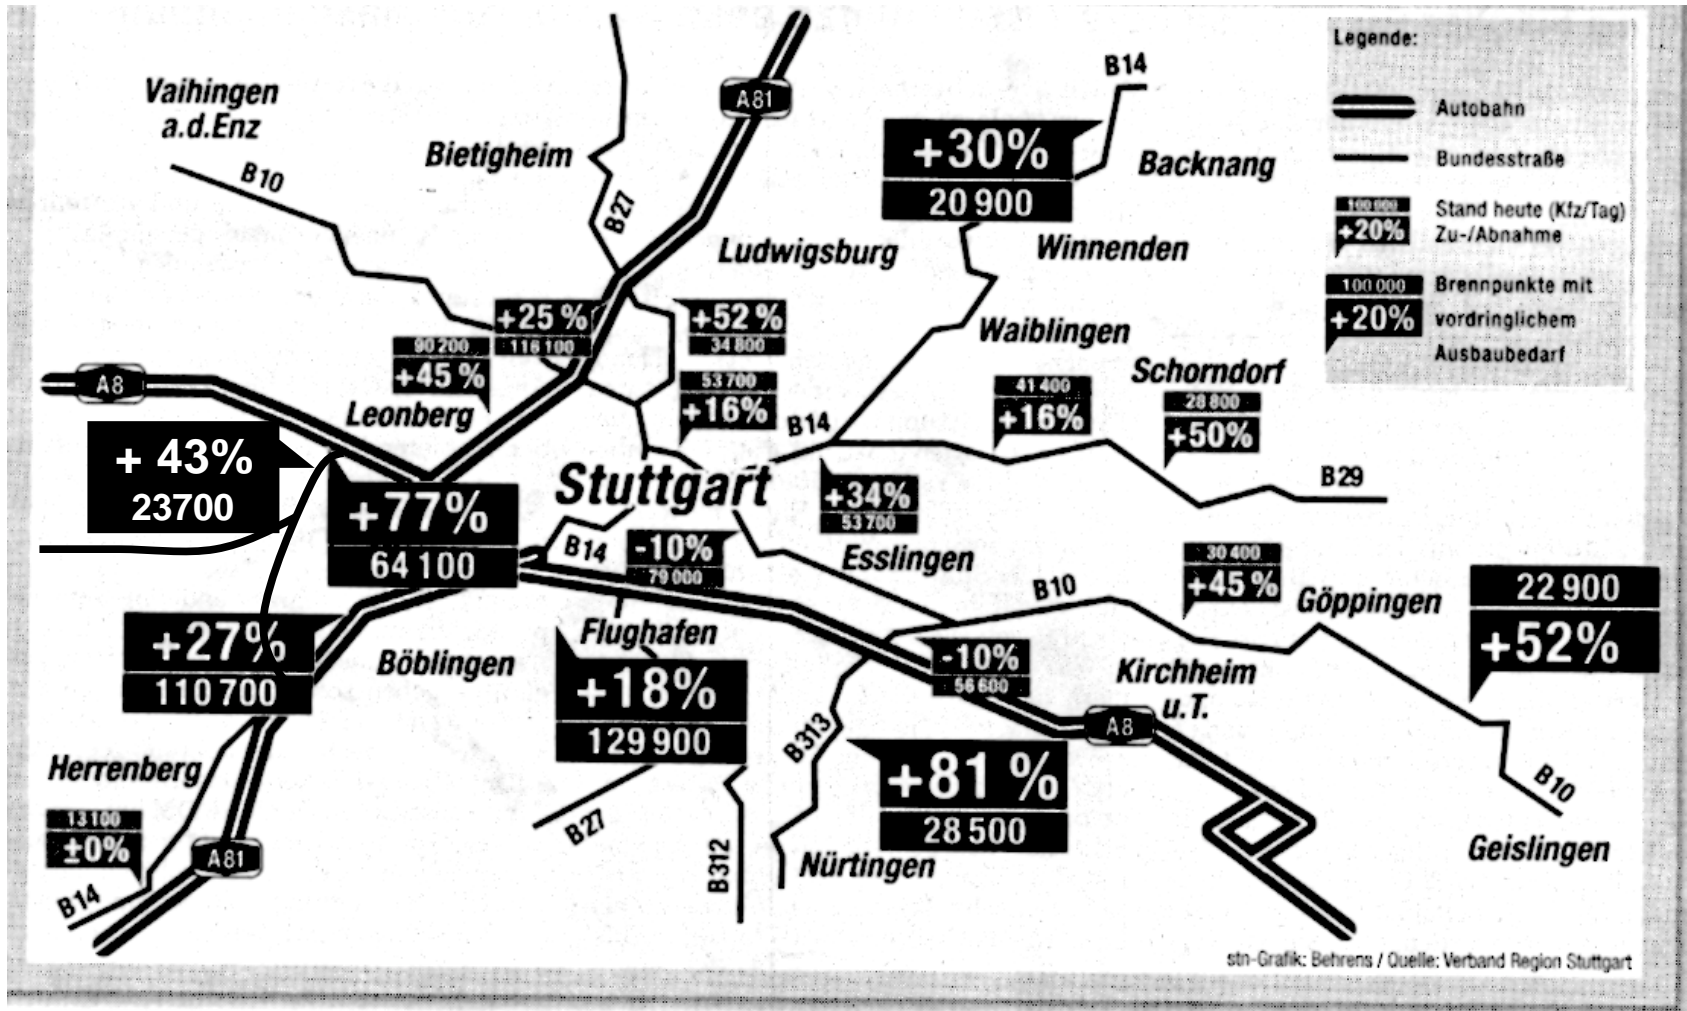 Legende:
Autobahn
Bundesstraße
100 000
Stand heute (Kfz/Tag)
+20%
Zu-/Abnahme
100 000
Brennpunkte mit
+20%
vordringlichem
Ausbaubedarf
A81
B14
Vaihingen
a.d.Enz
B10
Bietigheim
B27
+30%
20 900
Backnang
Ludwigsburg
Winnenden
+25 %
116 100
+52 %
34 800
Waiblingen
90 200
+45 %
53 700
+16%
41 400
+16%
Schorndorf
28 800
+50%
A8
Leonberg
B14
+ 43%
23700
+77%
64 100
Stuttgart
+34%
53 700
B29
B14
-10%
79 000
Esslingen
30 400
+45 %
B10
Göppingen
22 900
+52%
+27%
110 700
Böblingen
Flughafen
+18%
129 900
-10%
56 600
Kirchheim
u.T.
A8
B313
+81 %
28 500
Herrenberg
13 100
±0%
A81
B14
B27
B312
Nürtingen
B10
Geislingen
stn-Grafik: Behrens / Quelle: Verband Region Stuttgart